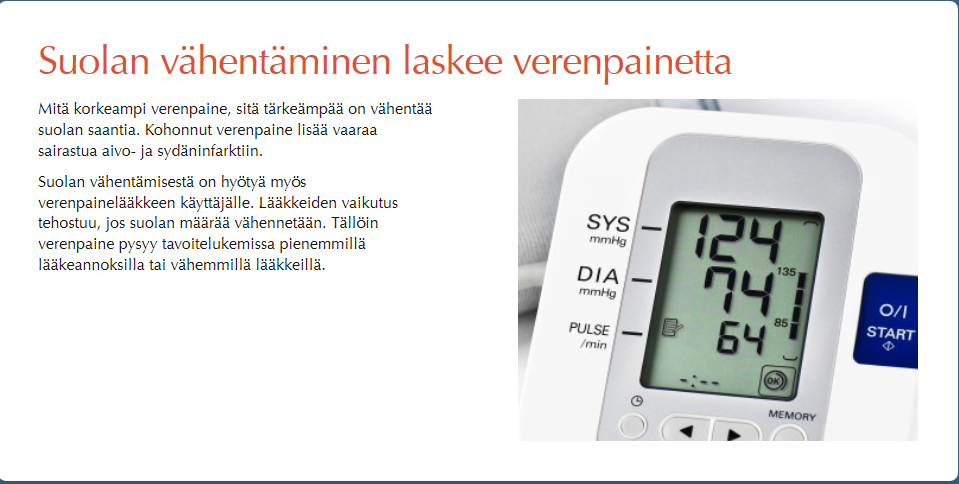 Suolan vähentäminen laskee verenpainetta
Mitä korkeampi verenpaine, sitä tärkeämpää on vähentää
suolan saantia. Kohonnut verenpaine lisää vaaraa
sairastua aivo- ja sydäninfarktiin.
Suolan vähentämisestä on hyötyä myös
verenpainelääkkeen käyttäjälle. Lääkkeiden vaikutus
tehostuu, jos suolan määrää vähennetään. Tällöin
verenpaine pysyy tavoitelukemissa pienemmillä
lääkeannoksilla tai vähemmillä lääkkeillä.
SYS
mmHg
124
DIA
mmHg
74
135
85
PULSE
/min
64
-:--
OK
O/I
START
MEMORY